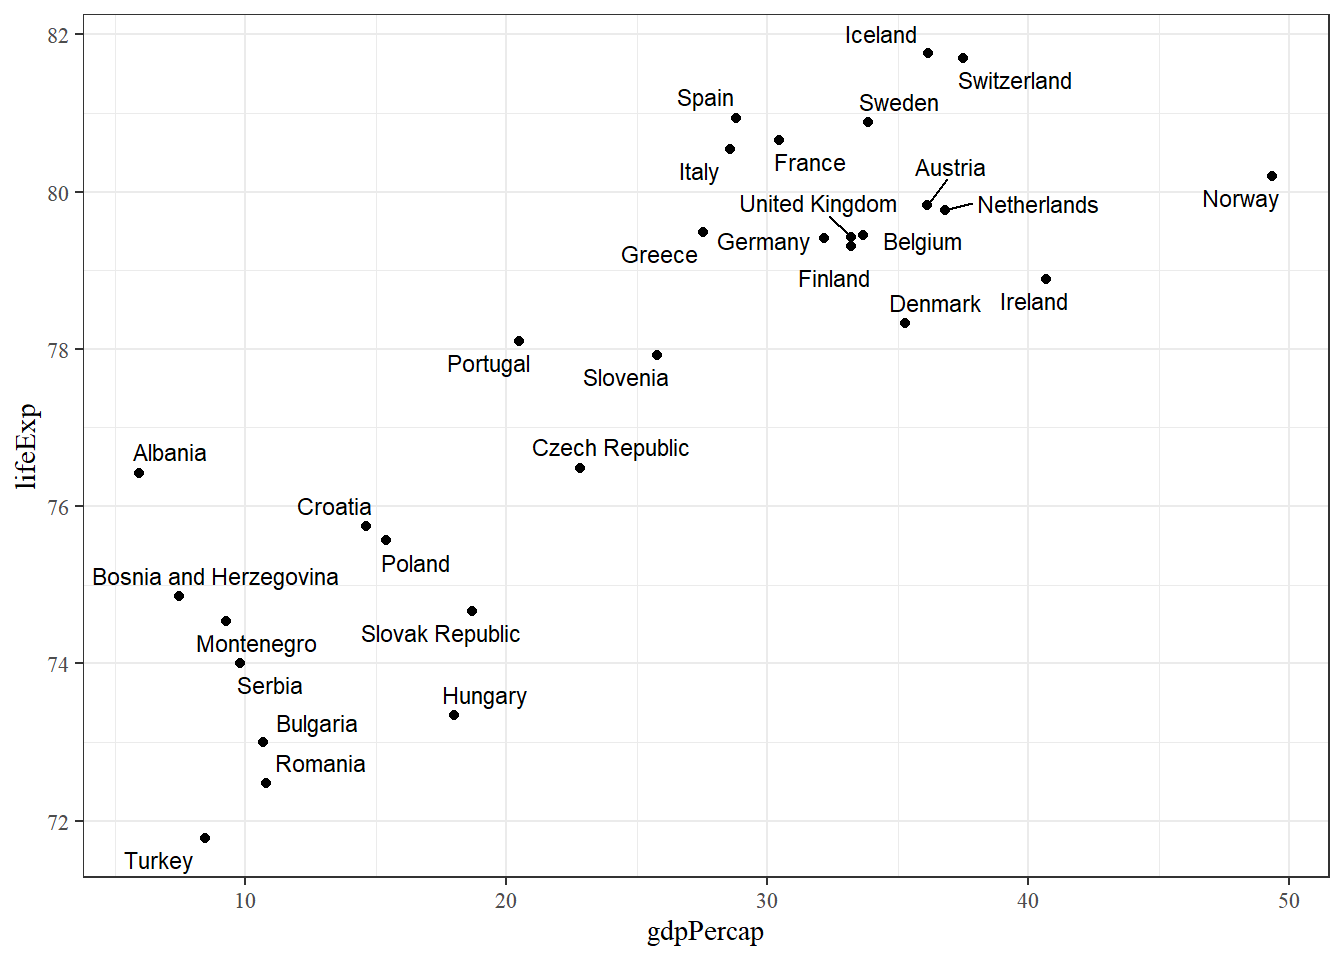 82
80
78
76
74
72
lifeExp
Iceland
Switzerland
Spain
Sweden
Italy
France
Austria
Norway
United Kingdom
Netherlands
Greece
Germany
Belgium
Finland
Ireland
Denmark
Portugal
Slovenia
Albania
Czech Republic
Croatia
Poland
Bosnia and Herzegovina
Slovak Republic
Montenegro
Serbia
Hungary
Bulgaria
Romania
Turkey
10 20 30 40 50
gdpPercap